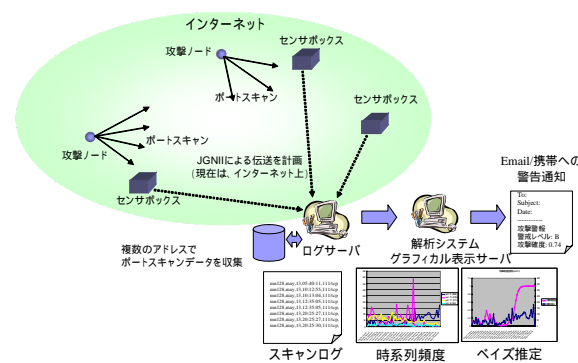 インターネット
センサボックス
攻撃ノード
ポートスキャン
センサボックス
ポートスキャン
攻撃ノード
JGNIIによる伝送を計画
(現在は、インターネット上)
センサボックス
Email/携帯への
警告通知
To:
Subject:
Date:
------------
攻撃警報
警戒レベル: B
攻撃確度: 0.74
ログサーバ
解析システム
グラフィカル表示サーバ
複数のアドレスで
ポートスキャンデータを収集
スキャンログ
時系列頻度
ベイズ推定